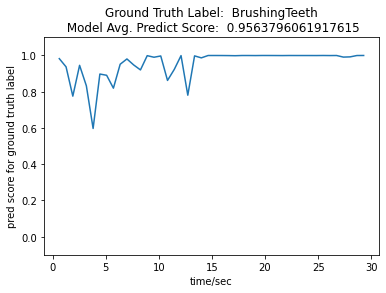 Ground Truth Label:  BrushingTeeth
Model Avg. Predict Score:  0.9563796061917615
pred score for ground truth label
1.0
0.8
0.6
0.4
0.2
0.0
0 5 10 15 20 25 30
time/sec